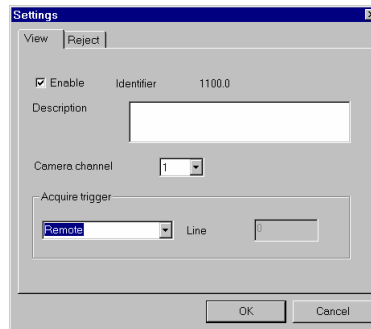 Settings
View Reject
Enable Identifier 1100.0
Description
Camera channel 1
Acquire trigger
Remote Line 0
OK Cancel